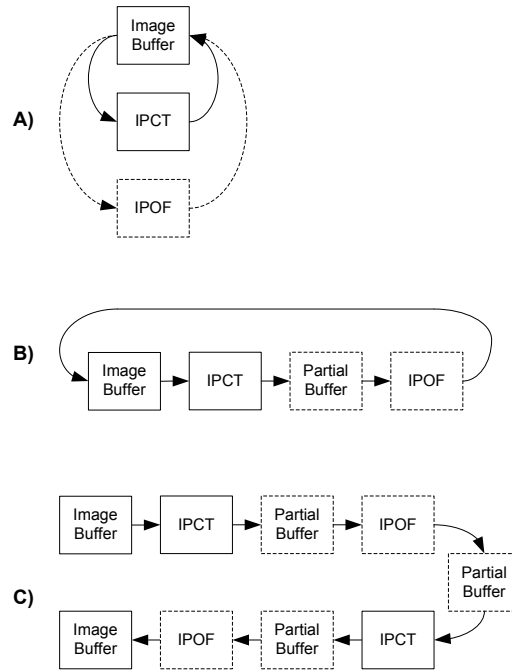 Image
Buffer
A)
IPCT
IPOF
B)
Image
Buffer
IPCT
Partial
Buffer
IPOF
Image
Buffer
IPCT
Partial
Buffer
IPOF
Partial
Buffer
C)
Image
Buffer
IPOF
Partial
Buffer
IPCT